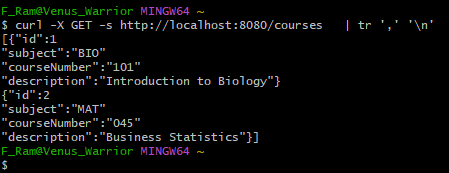 F_Ram@Venus_Warrior MINGW64 ~
$ curl -X GET -s http://localhost:8080/courses   | tr ',' '\n'
[{"id":1
"subject":"BIO"
"courseNumber":"101"
"description":"Introduction to Biology"}
{"id":2
"subject":"MAT"
"courseNumber":"045"
"description":"Business Statistics"}]
F_Ram@Venus_Warrior MINGW64 ~
$